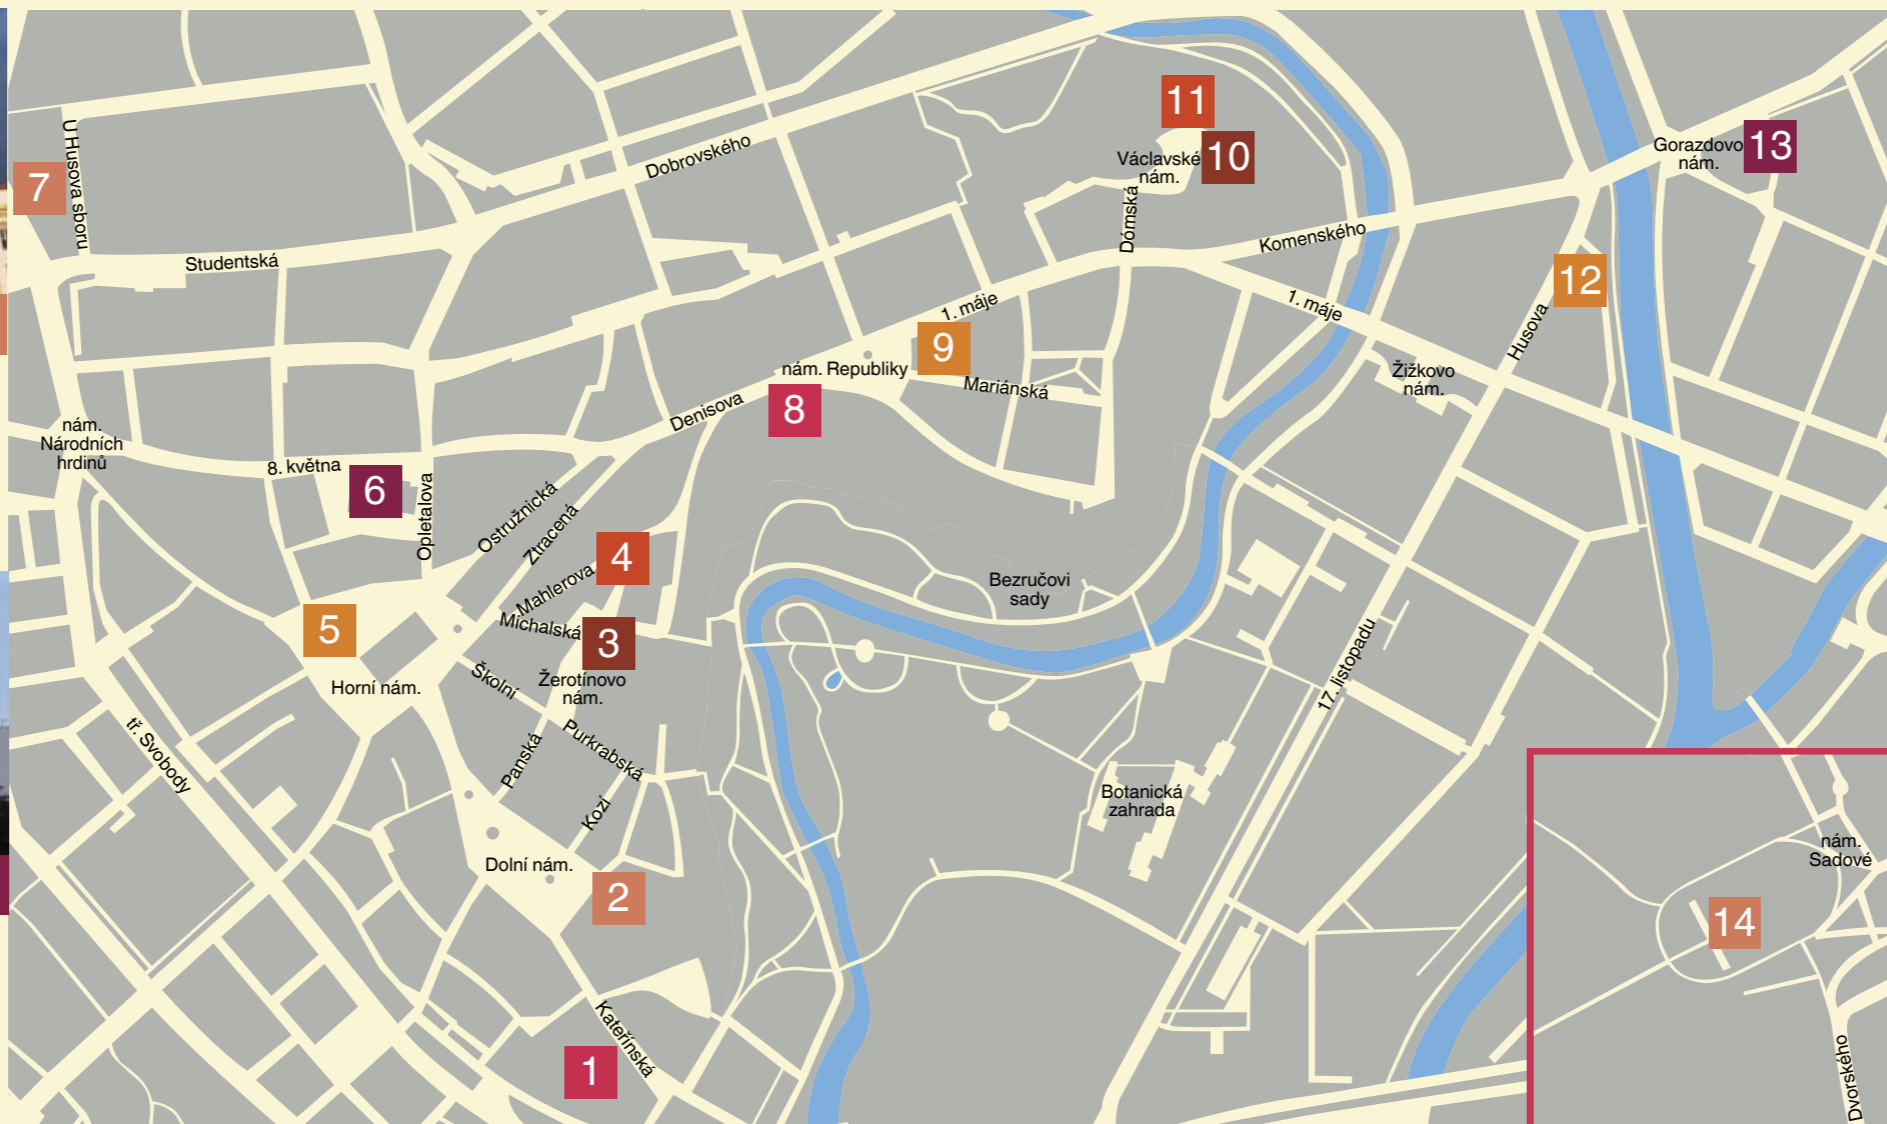 11
U Husova sboru
Dobrovského
Gorazdovo
nám.
13
Václavské
nám.
10
7
Dómská
Komenského
Studentská
12
1. máje
1. máje
Husova
9
nám. Republiky
Mariánská
Žižkovo
nám.
8
Denisova
nám.
Národních
hrdinů
8. května
6
Opletalova
Ostružnická
Ztracená
4
Mahlerova
Bezručovi
sady
5
Michalská
3
Horní nám.
Školní
Žerotínovo
nám.
17. listopadu
tř. Svobody
Panská
Purkrabská
Kozí
Botanická
zahrada
nám.
Sadové
Dolní nám.
2
14
Kateřinská
1
Dvorského